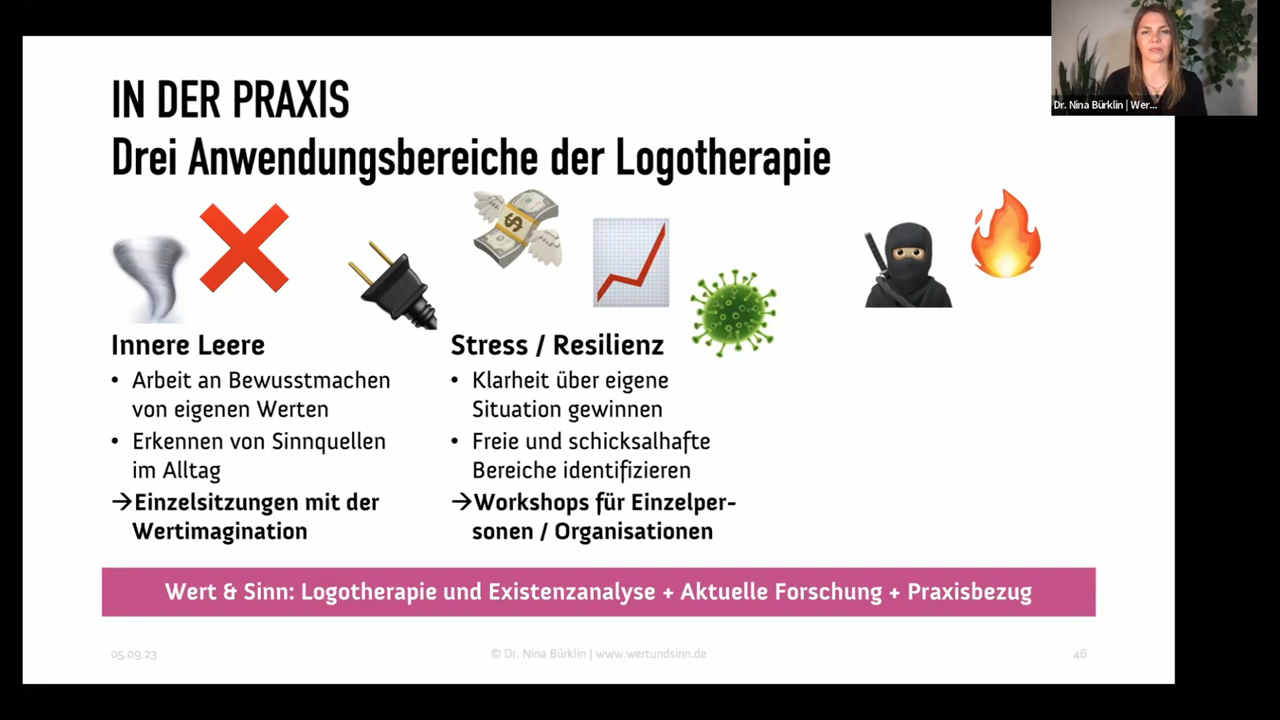 IN DER PRAXIS
Drei Anwendungsbereiche der Logotherapie
Innere Leere
• Arbeit an Bewusstmachen
von eigenen Werten
• Erkennen von Sinnquellen
im Alltag
→Einzelsitzungen mit der
Wertimagination
Stress / Resilienz
• Klarheit über eigene
Situation gewinnen
• Freie und schicksalhafte
Bereiche identifizieren
→Workshops für Einzelper-
sonen / Organisationen
Wert & Sinn: Logotherapie und Existenzanalyse + Aktuelle Forschung + Praxisbezug
05.09.23
© Dr. Nina Bürklin | www.wertundsinn.de
46
Dr. Nina Bürklin | Wer...